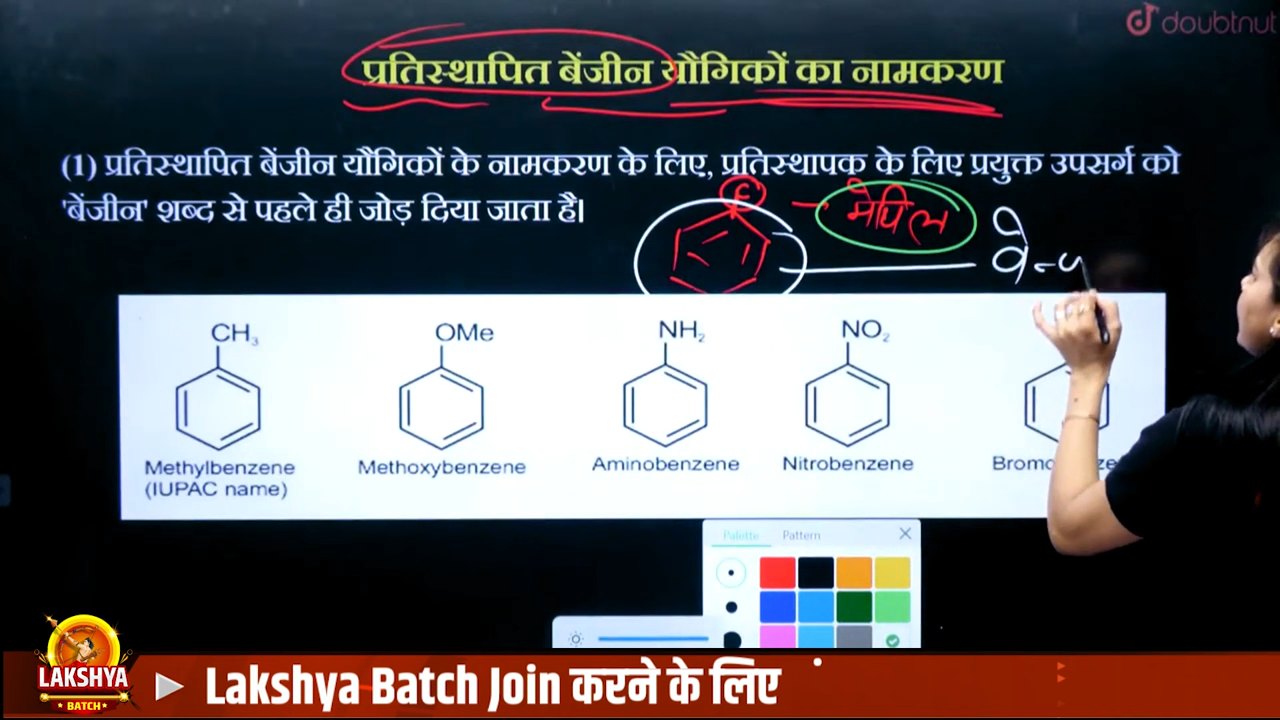 doubtnut
प्रतिस्थापित बेंजीन यौगिकों का नामकरण
(1) प्रतिस्थापित बेंजीन यौगिकों के नामकरण के लिए, प्रतिस्थापक के लिए प्रयुक्त उपसर्ग को
'बेंजीन' शब्द से पहले ही जोड़ दिया जाता है।
CH₃ OMe NH₂ NO₂
Methylbenzene Methoxybenzene Aminobenzene Nitrobenzene
(IUPAC name)
Palette Pattern
LAKSHYA
BATCH
Lakshya Batch Join करने के लिए